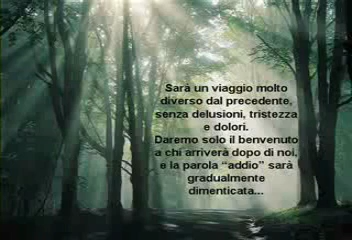 Sarà un viaggio molto
diverso dal precedente,
senza delusioni, tristezza
e dolori.
Daremo solo il benvenuto
a chi arriverà dopo di noi,
e la parola “addio” sarà
gradualmente
dimenticata...